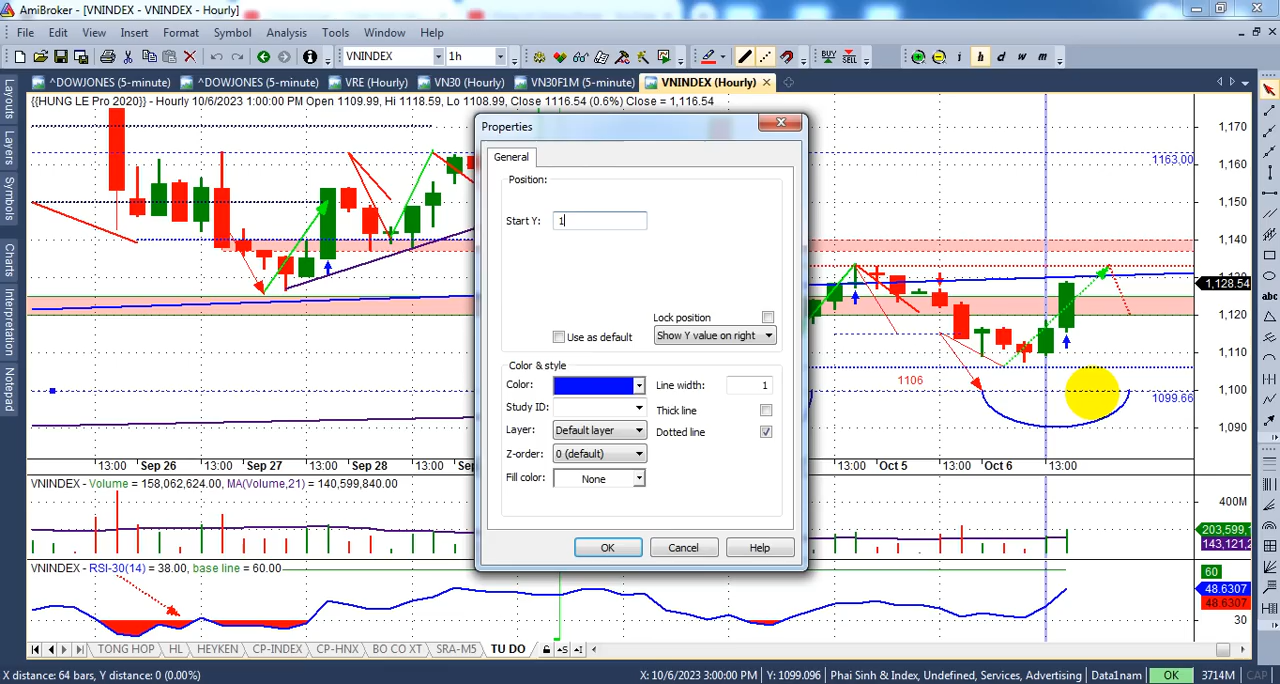 AmiBroker - [VNINDEX - VNINDEX - Hourly]
File Edit View Insert Format Symbol Analysis Tools Window Help
VNINDEX 1h
BUY SELL
i h d w m
^DOWJONES (5-minute) ^DOWJONES (5-minute) VRE (Hourly) VN30 (Hourly) VN30F1M (5-minute) VNINDEX (Hourly)
{{HUNG LE Pro 2020}} - Hourly 10/6/2023 1:00:00 PM Open 1109.99, Hi 1118.59, Lo 1108.99, Close 1116.54 (0.6%) Close = 1,116.54
Layouts
Layers
Symbols
Charts
Interpretation
Notepad
Properties
General
Position:
Start Y: 1
Lock position
Use as default Show Y value on right
Color & style
Color: Line width: 1
Study ID: Thick line
Layer: Default layer Dotted line
Z-order: 0 (default)
Fill color: None
OK Cancel Help
1,170
1163.00
1,160
1,150
1,140
1,130
1,128.54
1,120
1,110
1106
1,100
1099.66
1,090
abc
13:00 Sep 26 13:00 Sep 27 13:00 Sep 28 13:00 13:00 Oct 5 13:00 Oct 6 13:00
VNINDEX - Volume = 158,062,624.00, MA(Volume,21) = 140,599,840.00
400M
203,599,1
143,121,2
VNINDEX - RSI-30(14) = 38.00, base line = 60.00
60
48.6307
48.6307
30
TONG HOP HL HEYKEN CP-INDEX CP-HNX BO CO XT SRA-M5 TU DO
X distance: 64 bars, Y distance: 0 (0.00%) X: 10/6/2023 3:00:00 PM Y: 1099.096 Phai Sinh & Index, Undefined, Services, Advertising Data1nam OK 3714M CAP